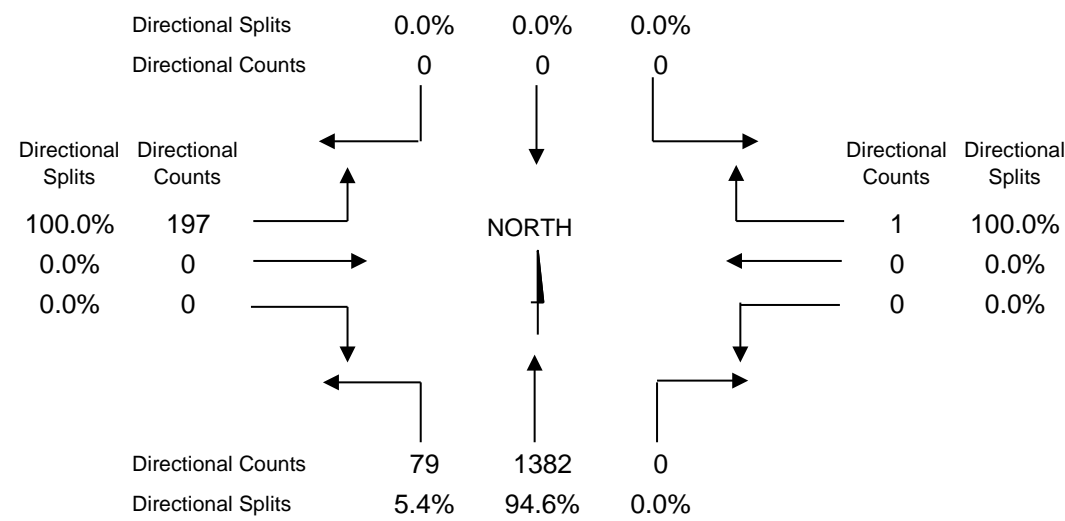 Directional Splits 0.0% 0.0% 0.0%
Directional Counts 0 0 0
Directional Directional Directional Directional
Splits Counts Counts Splits
100.0% 197 NORTH 1 100.0%
0.0% 0 0 0.0%
0.0% 0 0 0.0%
Directional Counts 79 1382 0
Directional Splits 5.4% 94.6% 0.0%